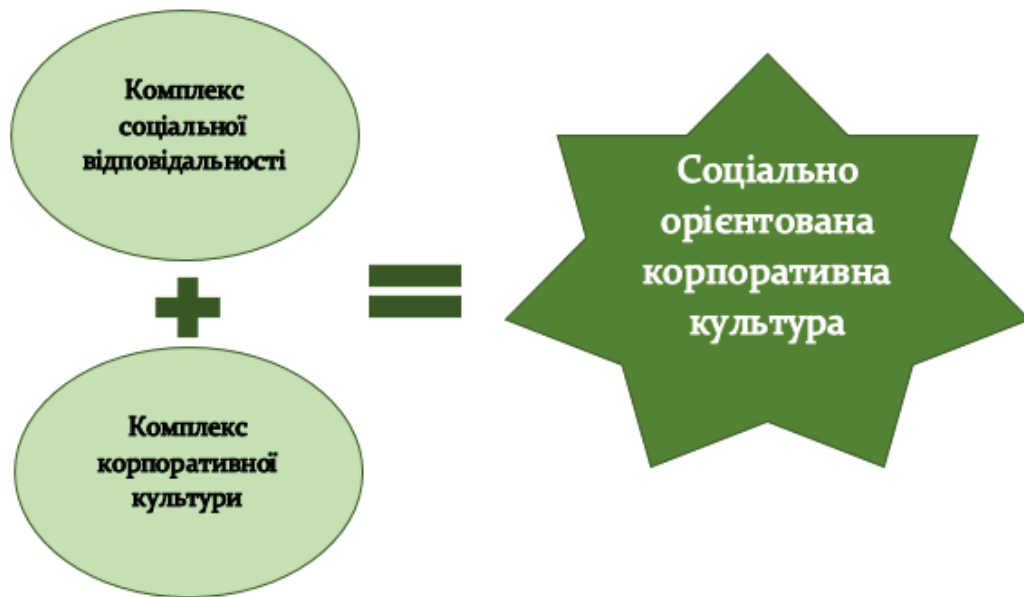 Комплекс
соціальної
відповідальності
+
Комплекс
корпоративної
культури
=
Соціально
орієнтована
корпоративна
культура